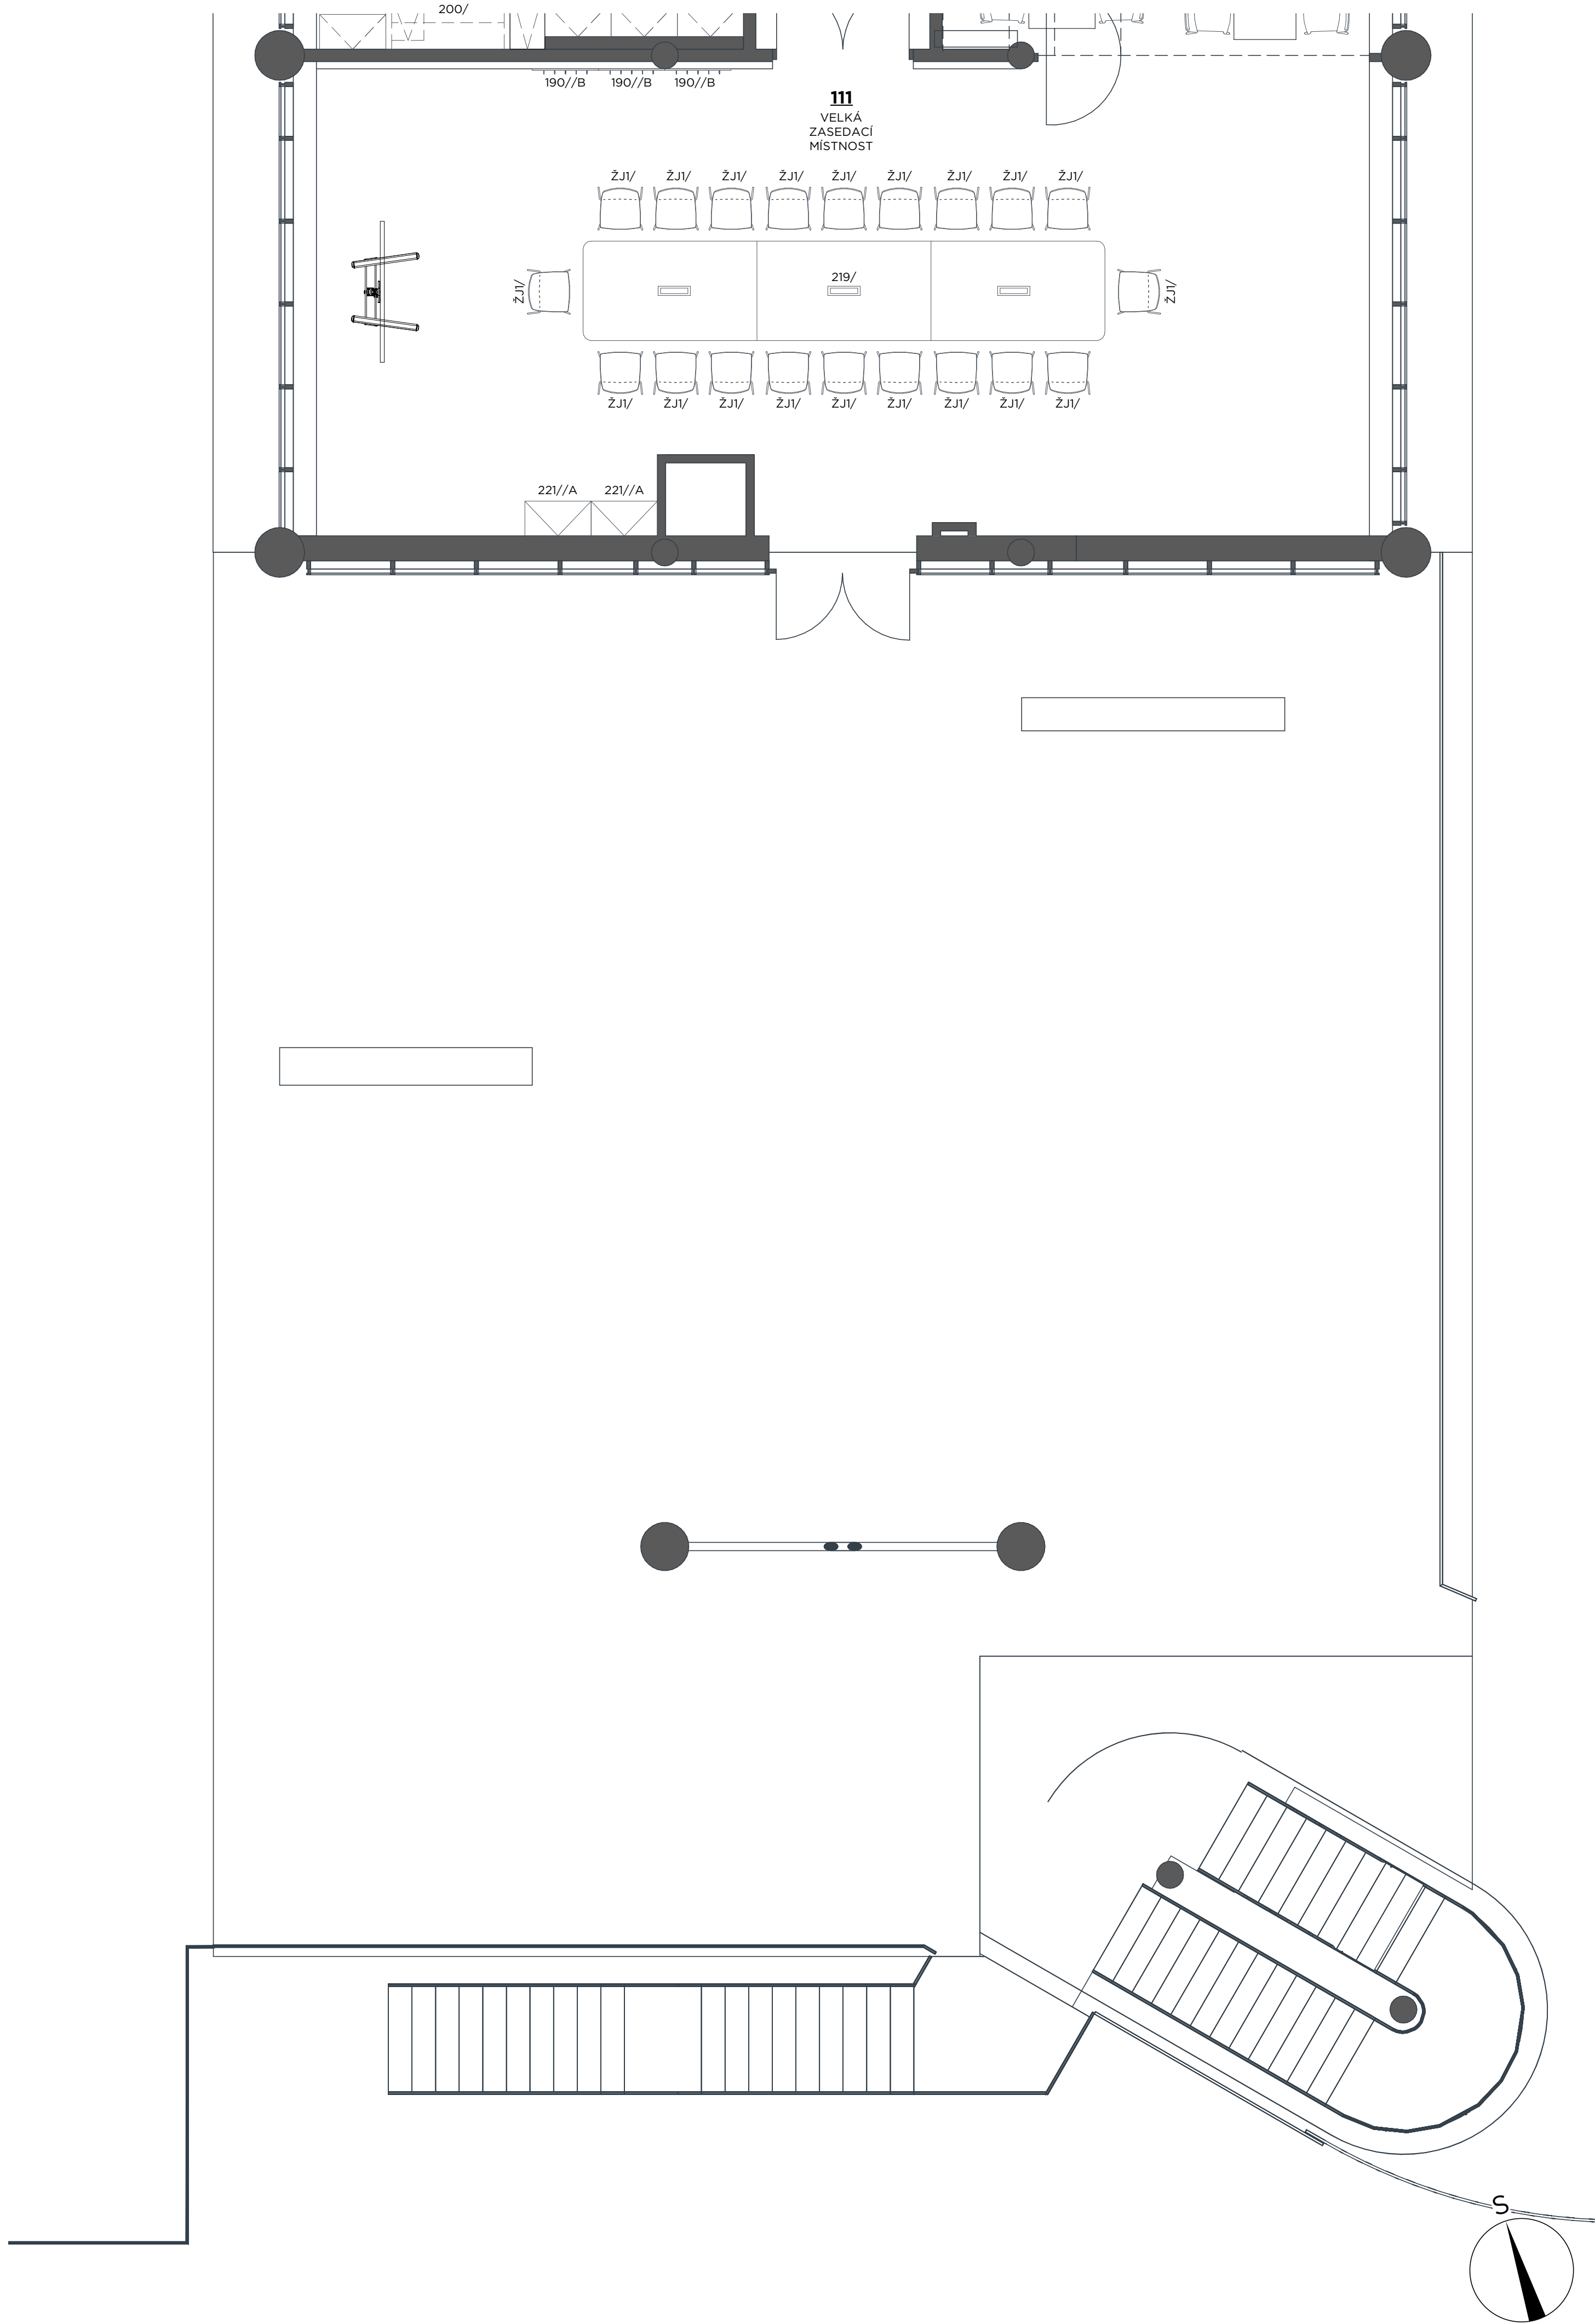 200/
190//B 190//B 190//B
111
VELKÁ
ZASEDACÍ
MÍSTNOST
ŽJ1/ ŽJ1/ ŽJ1/ ŽJ1/ ŽJ1/ ŽJ1/ ŽJ1/ ŽJ1/ ŽJ1/
ŽJ1/
219/
ŽJ1/
ŽJ1/ ŽJ1/ ŽJ1/ ŽJ1/ ŽJ1/ ŽJ1/ ŽJ1/ ŽJ1/ ŽJ1/
221//A 221//A
S